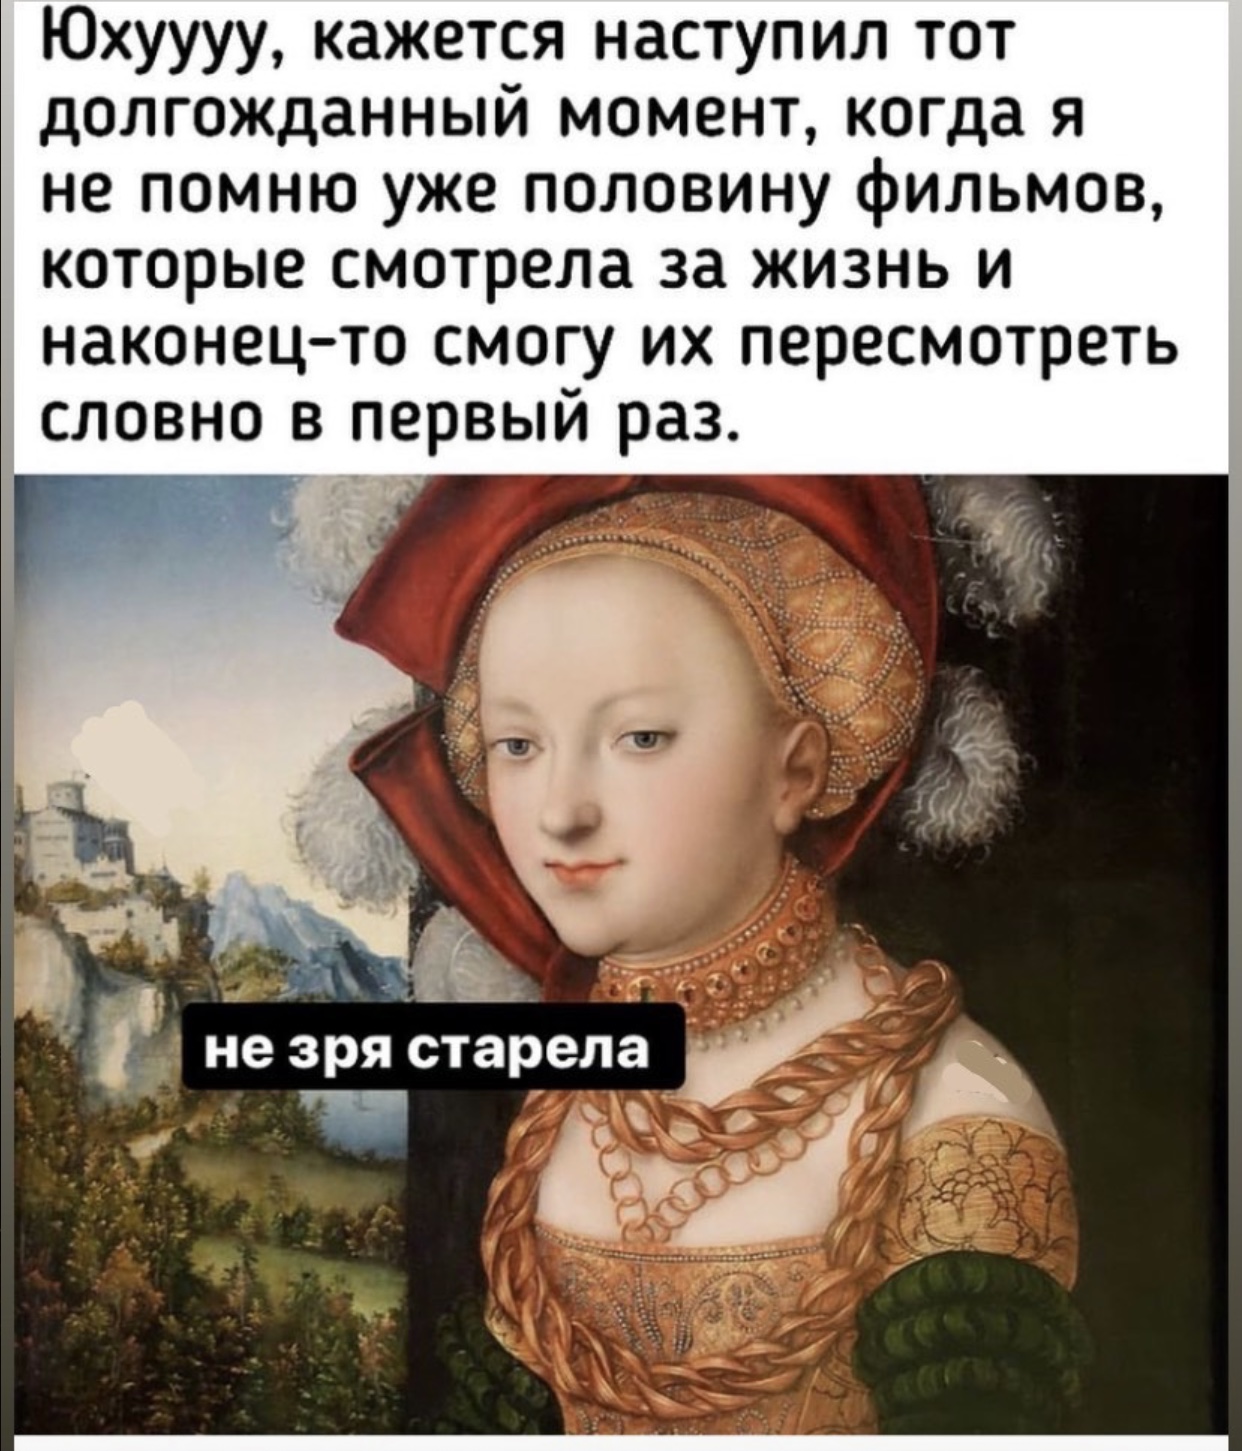 Юхуууу, кажется наступил тот
долгожданный момент, когда я
не помню уже половину фильмов,
которые смотрела за жизнь и
наконец-то смогу их пересмотреть
словно в первый раз.
не зря старела